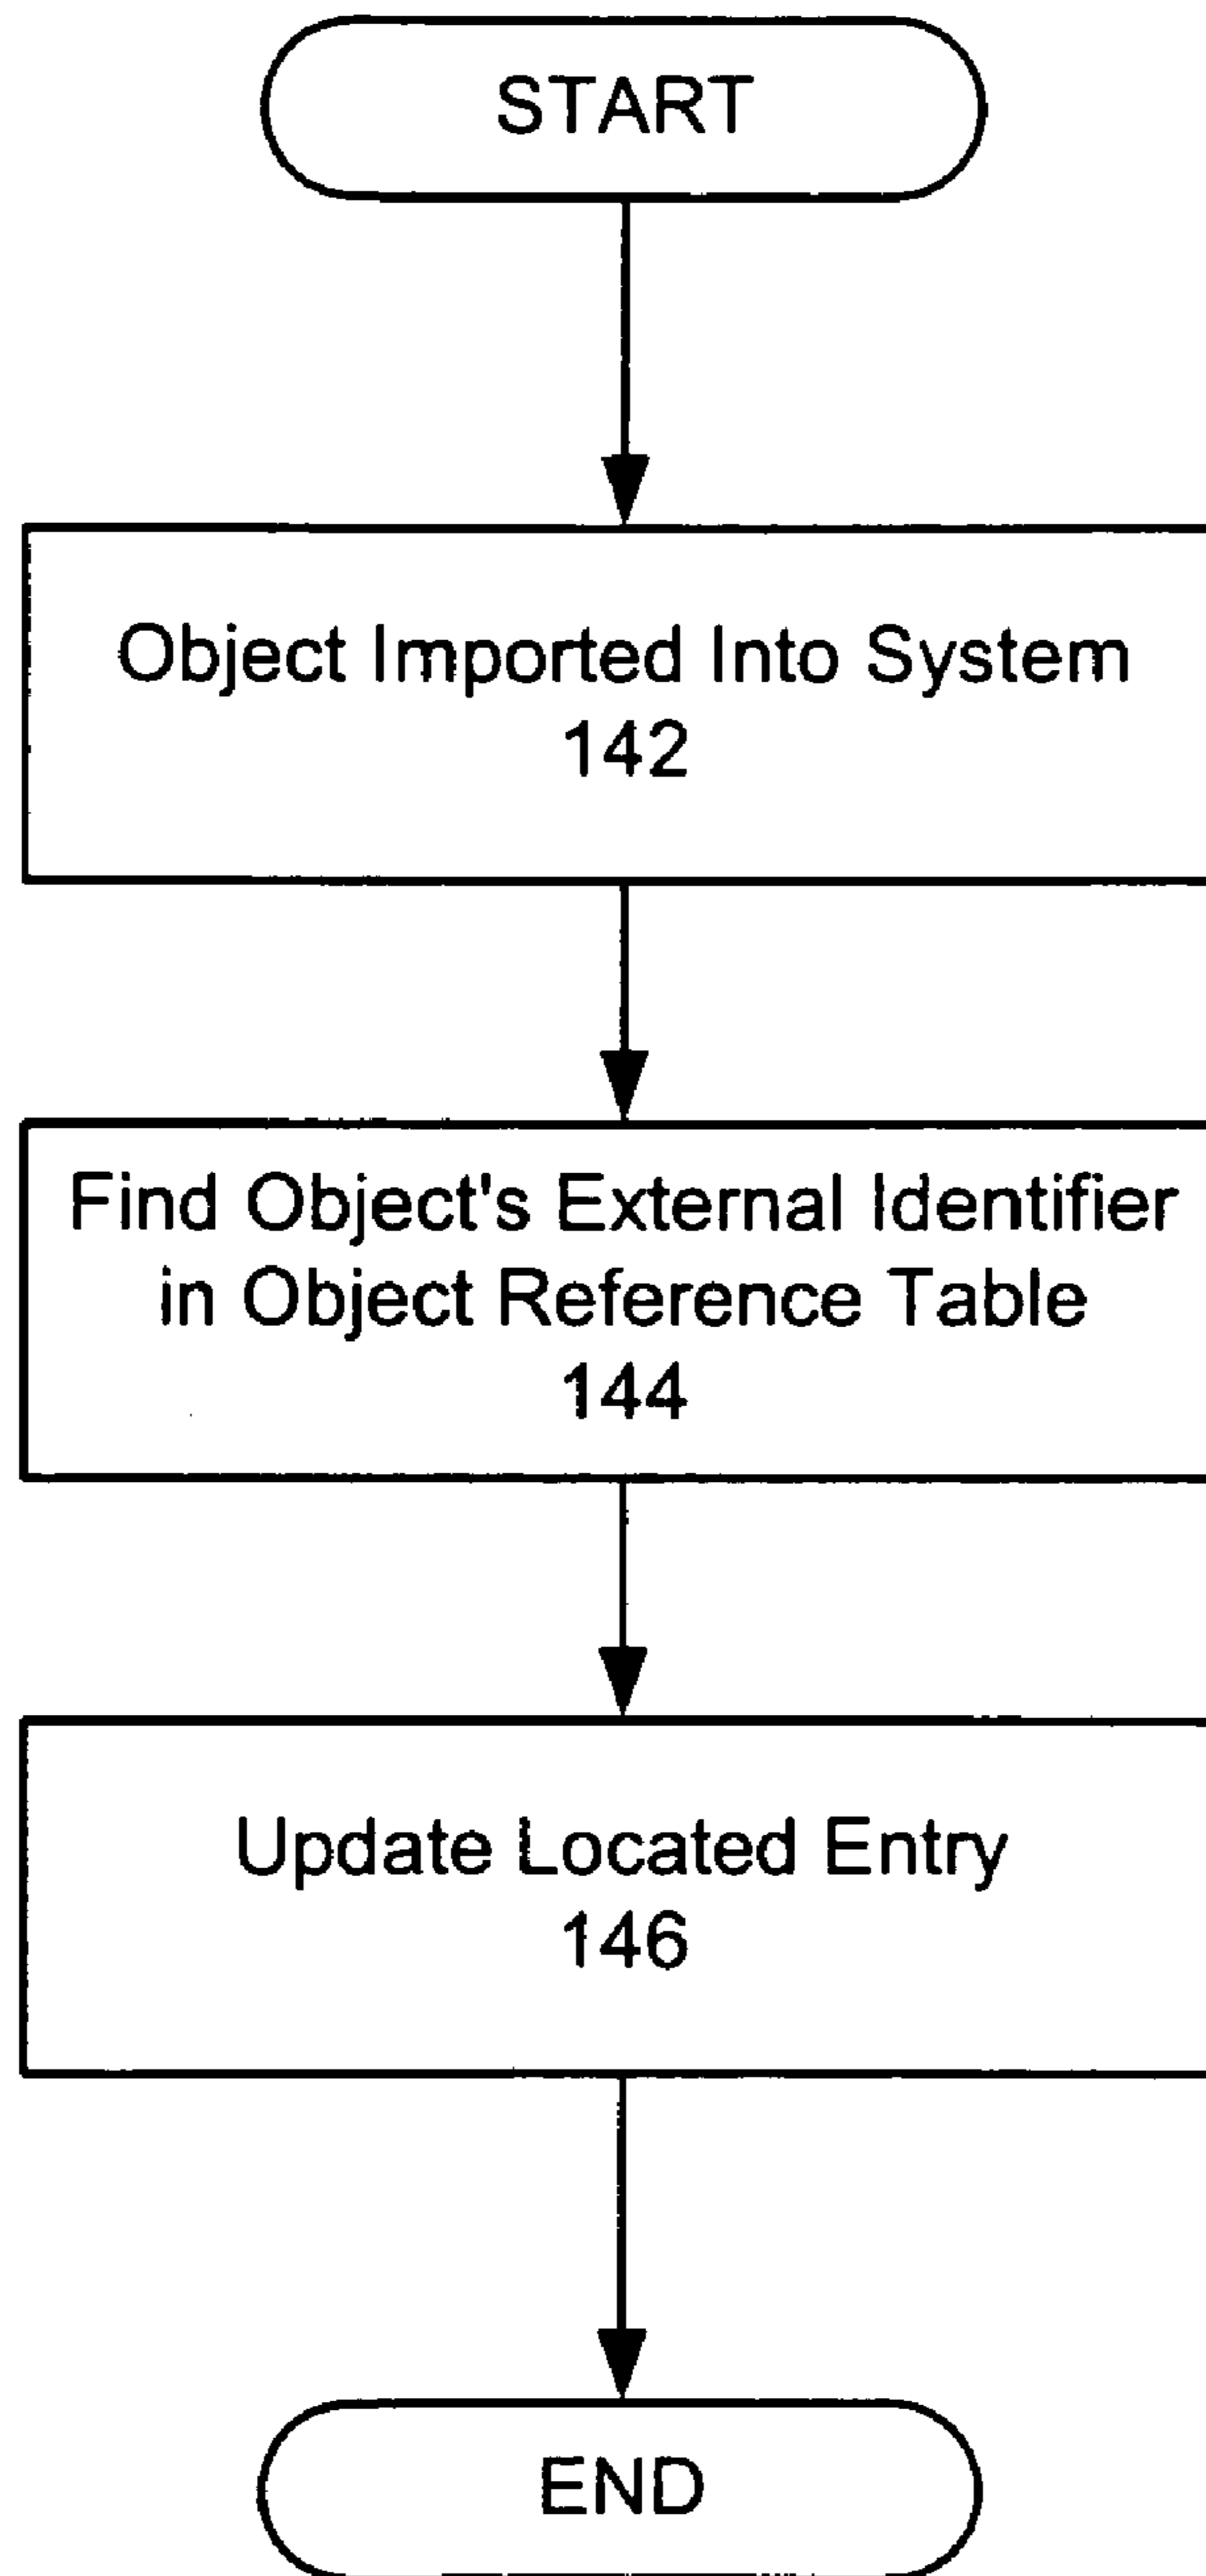 START
Object Imported Into System
142
Find Object's External Identifier
in Object Reference Table
144
Update Located Entry
146
END